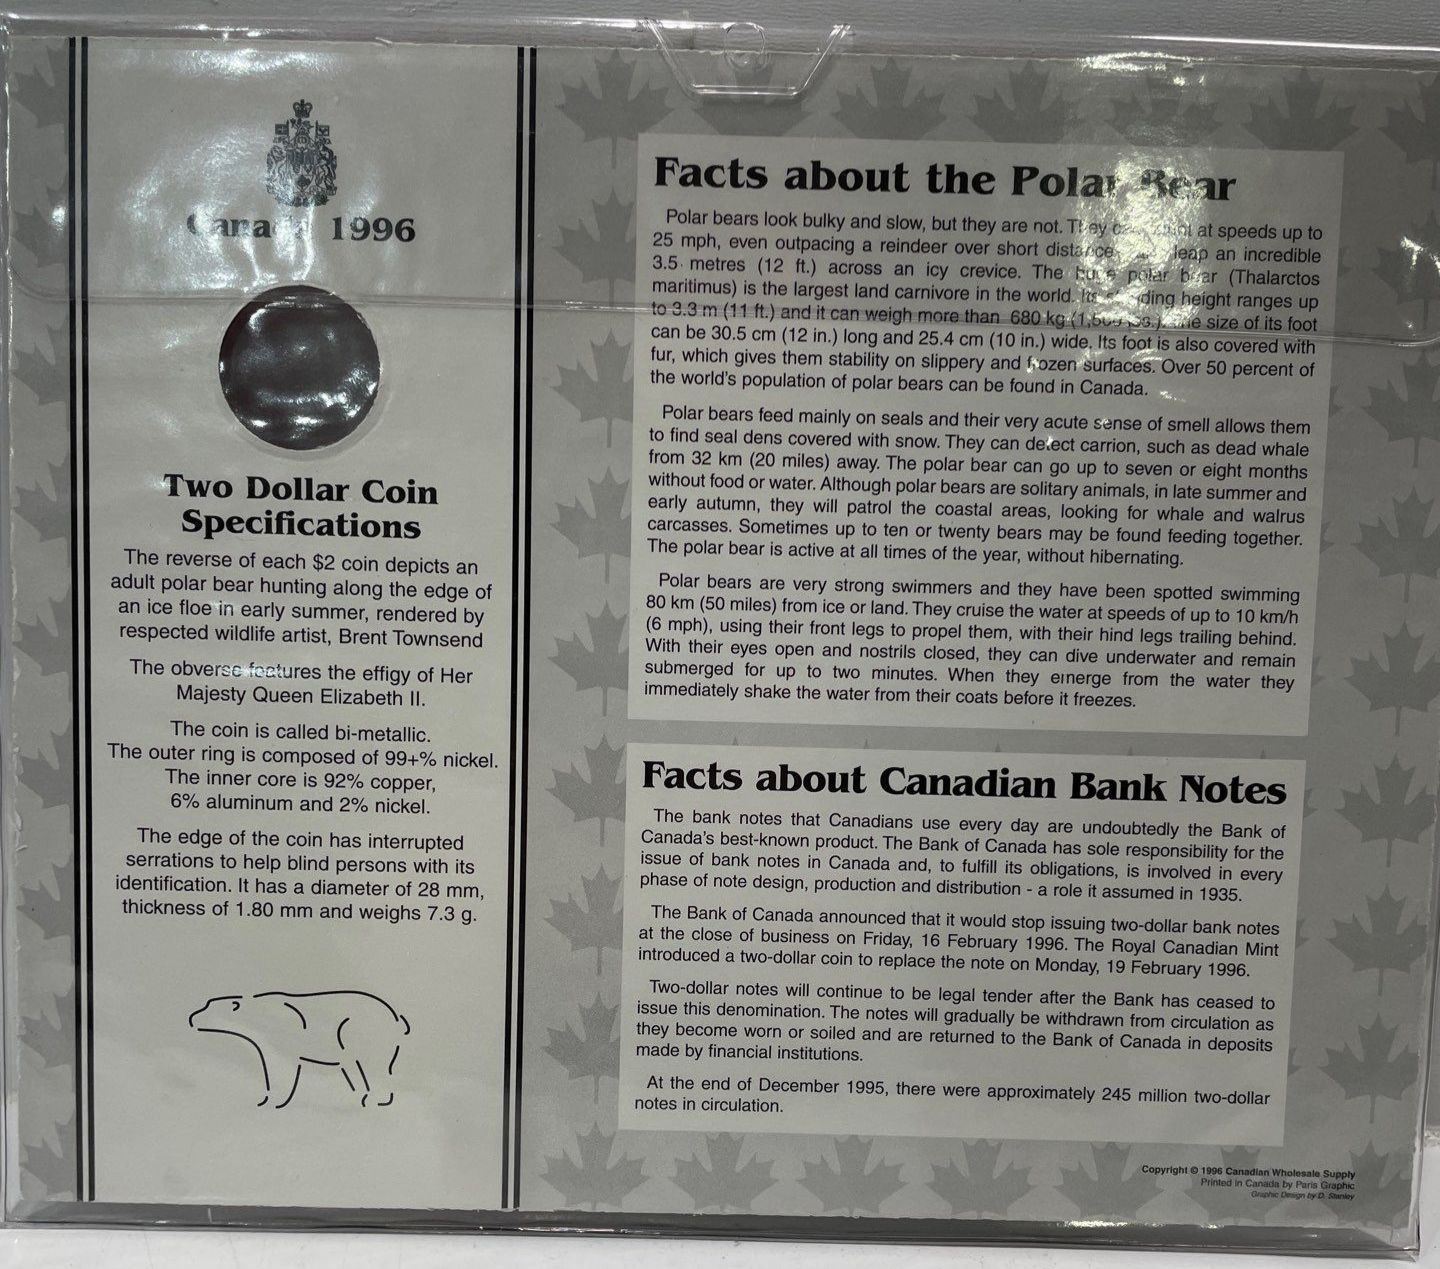 Canada 1996
Two Dollar Coin
Specifications
The reverse of each $2 coin depicts an
adult polar bear hunting along the edge of
an ice floe in early summer, rendered by
respected wildlife artist, Brent Townsend
The obverse features the effigy of Her
Majesty Queen Elizabeth II.
The coin is called bi-metallic.
The outer ring is composed of 99+% nickel.
The inner core is 92% copper,
6% aluminum and 2% nickel.
The edge of the coin has interrupted
serrations to help blind persons with its
identification. It has a diameter of 28 mm,
thickness of 1.80 mm and weighs 7.3 g.
Facts about the Polar Bear
Polar bears look bulky and slow, but they are not. They can sprint at speeds up to
25 mph, even outpacing a reindeer over short distances leap an incredible
3.5 metres (12 ft.) across an icy crevice. The huge polar bear (Thalarctos
maritimus) is the largest land carnivore in the world. Its standing height ranges up
to 3.3 m (11 ft.) and it can weigh more than 680 kg (1,500 lbs.). The size of its foot
can be 30.5 cm (12 in.) long and 25.4 cm (10 in.) wide. Its foot is also covered with
fur, which gives them stability on slippery and frozen surfaces. Over 50 percent of
the world's population of polar bears can be found in Canada.
Polar bears feed mainly on seals and their very acute sense of smell allows them
to find seal dens covered with snow. They can detect carrion, such as dead whale
from 32 km (20 miles) away. The polar bear can go up to seven or eight months
without food or water. Although polar bears are solitary animals, in late summer and
early autumn, they will patrol the coastal areas, looking for whale and walrus
carcasses. Sometimes up to ten or twenty bears may be found feeding together.
The polar bear is active at all times of the year, without hibernating.
Polar bears are very strong swimmers and they have been spotted swimming
80 km (50 miles) from ice or land. They cruise the water at speeds of up to 10 km/h
(6 mph), using their front legs to propel them, with their hind legs trailing behind.
With their eyes open and nostrils closed, they can dive underwater and remain
submerged for up to two minutes. When they emerge from the water they
immediately shake the water from their coats before it freezes.
Facts about Canadian Bank Notes
The bank notes that Canadians use every day are undoubtedly the Bank of
Canada's best-known product. The Bank of Canada has sole responsibility for the
issue of bank notes in Canada and, to fulfill its obligations, is involved in every
phase of note design, production and distribution - a role it assumed in 1935.
The Bank of Canada announced that it would stop issuing two-dollar bank notes
at the close of business on Friday, 16 February 1996. The Royal Canadian Mint
introduced a two-dollar coin to replace the note on Monday, 19 February 1996.
Two-dollar notes will continue to be legal tender after the Bank has ceased to
issue this denomination. The notes will gradually be withdrawn from circulation as
they become worn or soiled and are returned to the Bank of Canada in deposits
made by financial institutions.
At the end of December 1995, there were approximately 245 million two-dollar
notes in circulation.
Copyright © 1996 Canadian Wholesale Supply
Printed in Canada by Paris Graphic
Graphic Design by D. Stanley